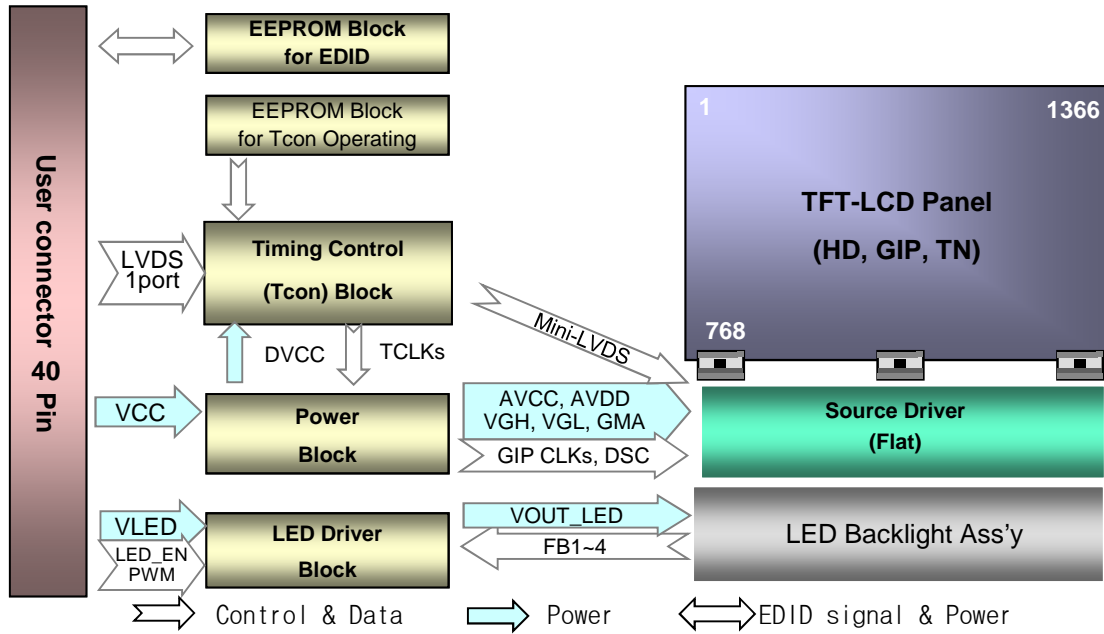 EEPROM Block
for EDID
EEPROM Block
for Tcon Operating
User connector 40 Pin
LVDS
1port
Timing Control
(Tcon) Block
1
1366
TFT-LCD Panel
(HD, GIP, TN)
768
Mini-LVDS
DVCC
TCLKs
VCC
Power
Block
AVCC, AVDD
VGH, VGL, GMA
GIP CLKs, DSC
Source Driver
(Flat)
VLED
LED_EN
PWM
LED Driver
Block
VOUT_LED
FB1~4
LED Backlight Ass'y
Control & Data
Power
EDID signal & Power